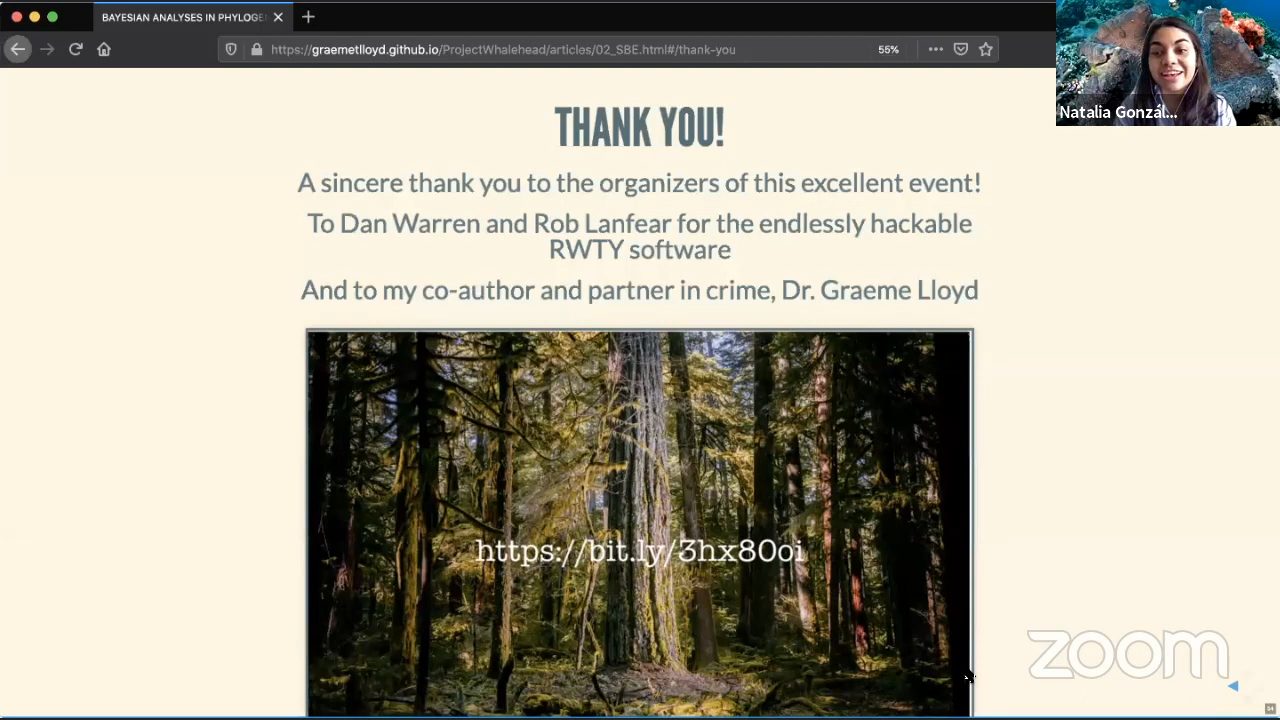 BAYESIAN ANALYSES IN PHYLOGE
https://graemetlloyd.github.io/ProjectWhalehead/articles/02_SBE.html#/thank-you
55%
Natalia Gonzál...
THANK YOU!
A sincere thank you to the organizers of this excellent event!
To Dan Warren and Rob Lanfear for the endlessly hackable
RWTY software
And to my co-author and partner in crime, Dr. Graeme Lloyd
https://bit.ly/3hx80oi
zoom